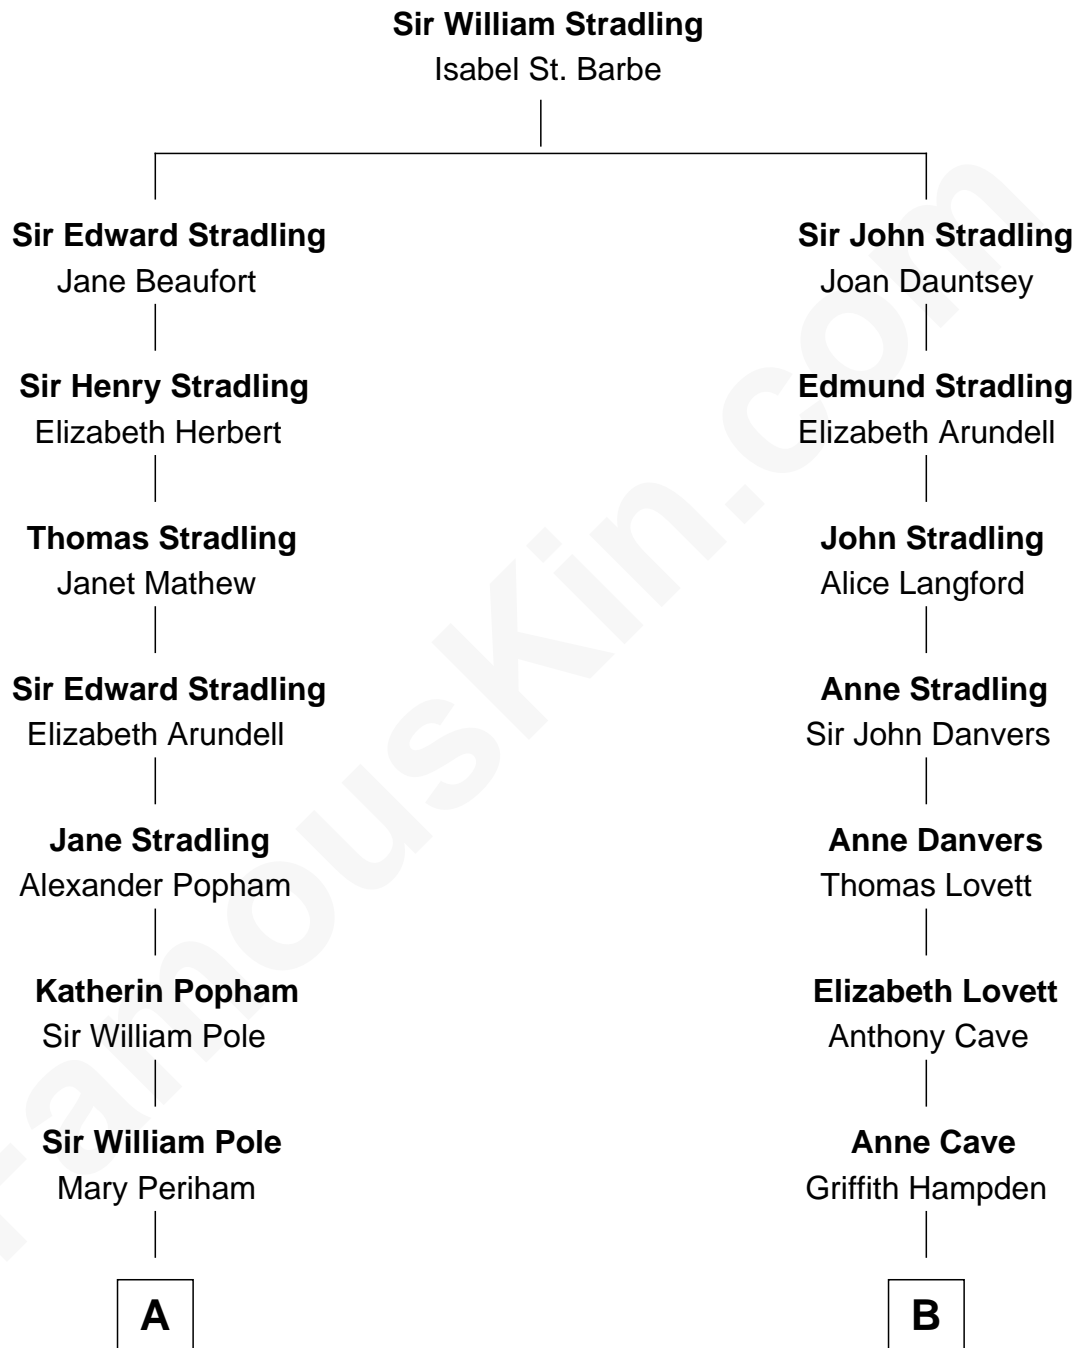 Sir William Stradling
Isabel St. Barbe
Sir Edward Stradling
Jane Beaufort
Sir John Stradling
Joan Dauntsey
Sir Henry Stradling
Elizabeth Herbert
Edmund Stradling
Elizabeth Arundell
Thomas Stradling
Janet Mathew
John Stradling
Alice Langford
Sir Edward Stradling
Elizabeth Arundell
Anne Stradling
Sir John Danvers
Jane Stradling
Alexander Popham
Anne Danvers
Thomas Lovett
Katherin Popham
Sir William Pole
Elizabeth Lovett
Anthony Cave
Sir William Pole
Mary Periham
Anne Cave
Griffith Hampden
A
B
FamousKin.com